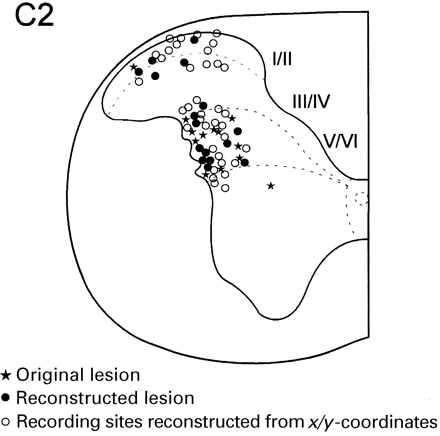 C2
I/II
III/IV
V/VI
★ Original lesion
● Reconstructed lesion
○ Recording sites reconstructed from x/y-coordinates